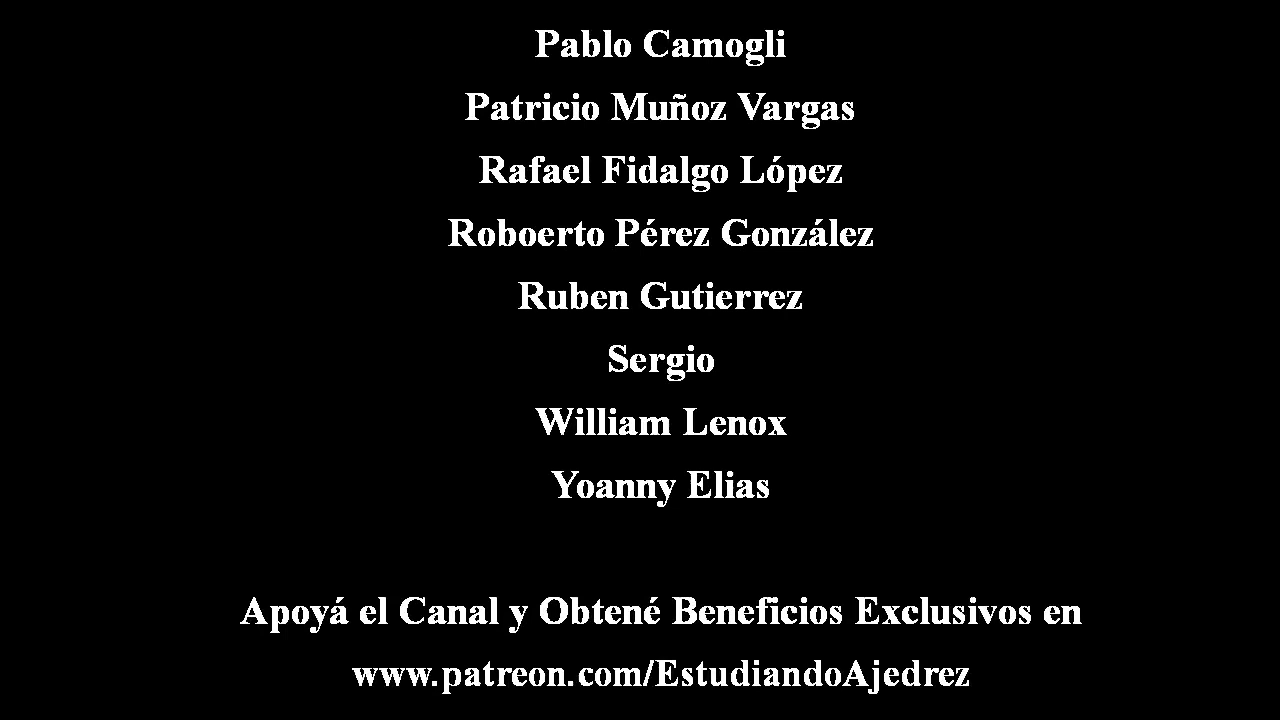 Pablo Camogli
Patricio Muñoz Vargas
Rafael Fidalgo López
Roboerto Pérez González
Ruben Gutierrez
Sergio
William Lenox
Yoanny Elias
Apoyá el Canal y Obtené Beneficios Exclusivos en
www.patreon.com/EstudiandoAjedrez